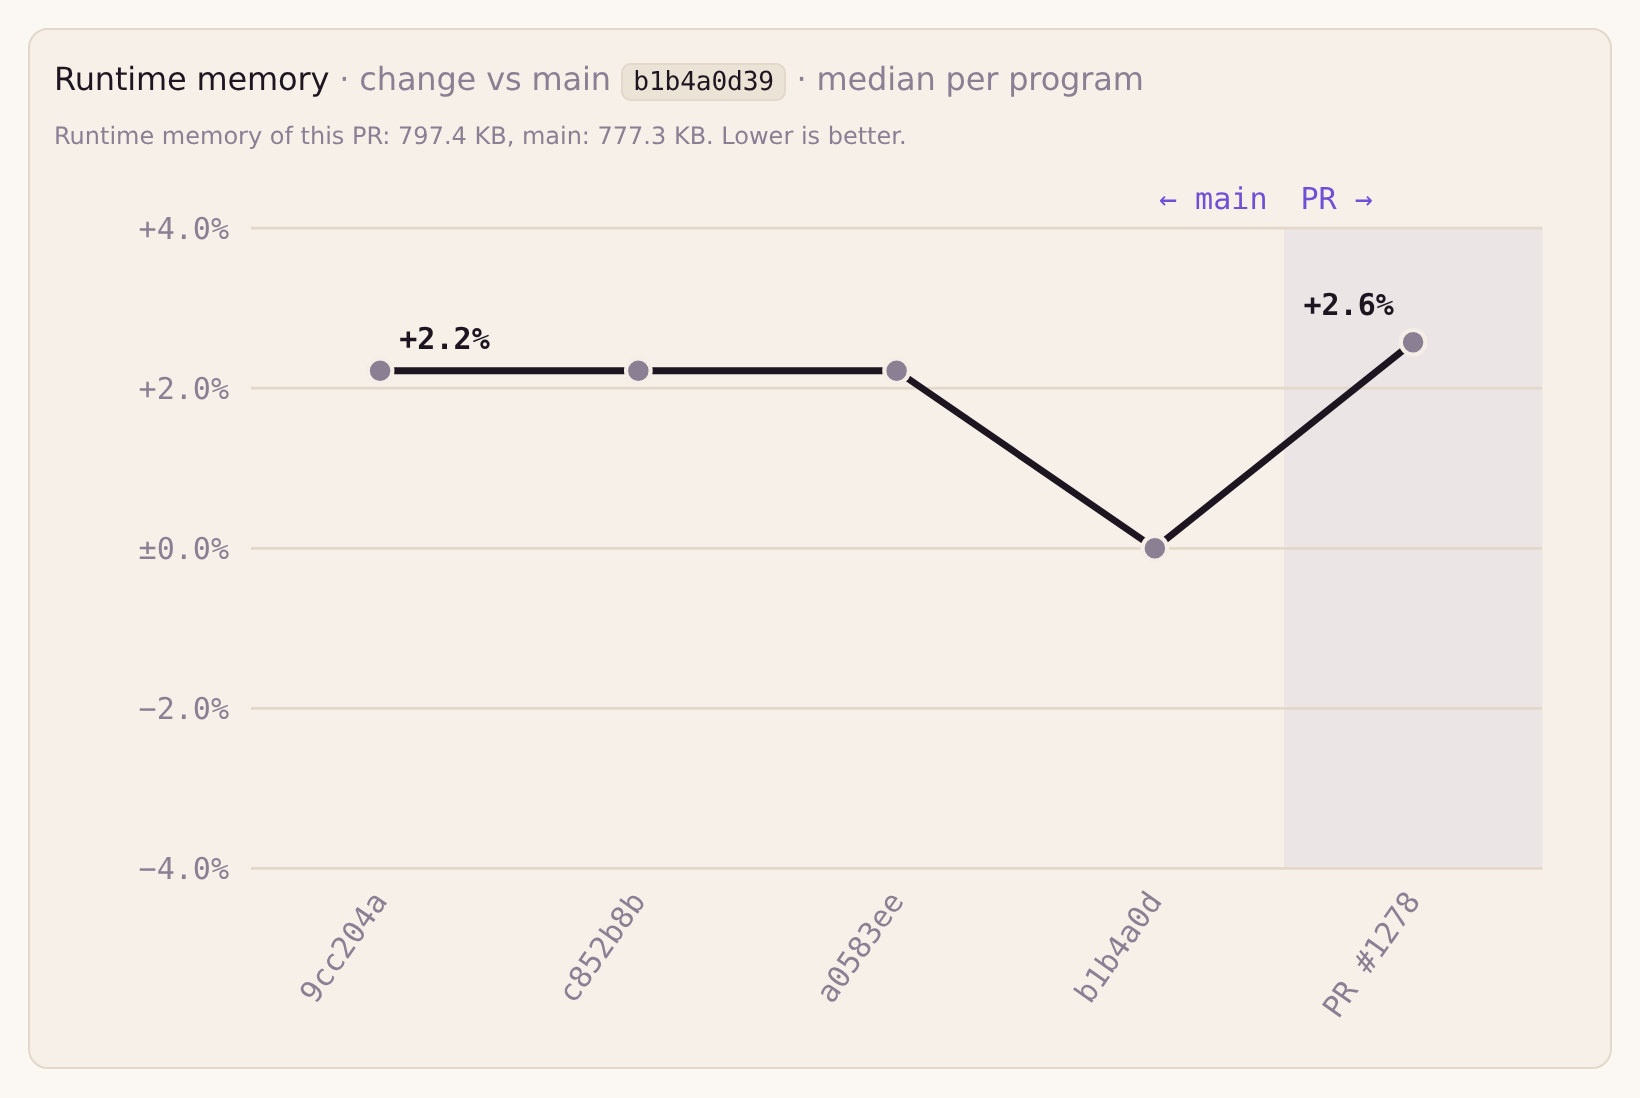 Runtime memory · change vs main b1b4a0d39 · median per program
Runtime memory of this PR: 797.4 KB, main: 777.3 KB. Lower is better.
← main PR →
+4.0%
+2.6%
+2.2%
+2.0%
±0.0%
−2.0%
−4.0%
9cc204a
c852b8b
a0583ee
b1b4a0d
PR #1278